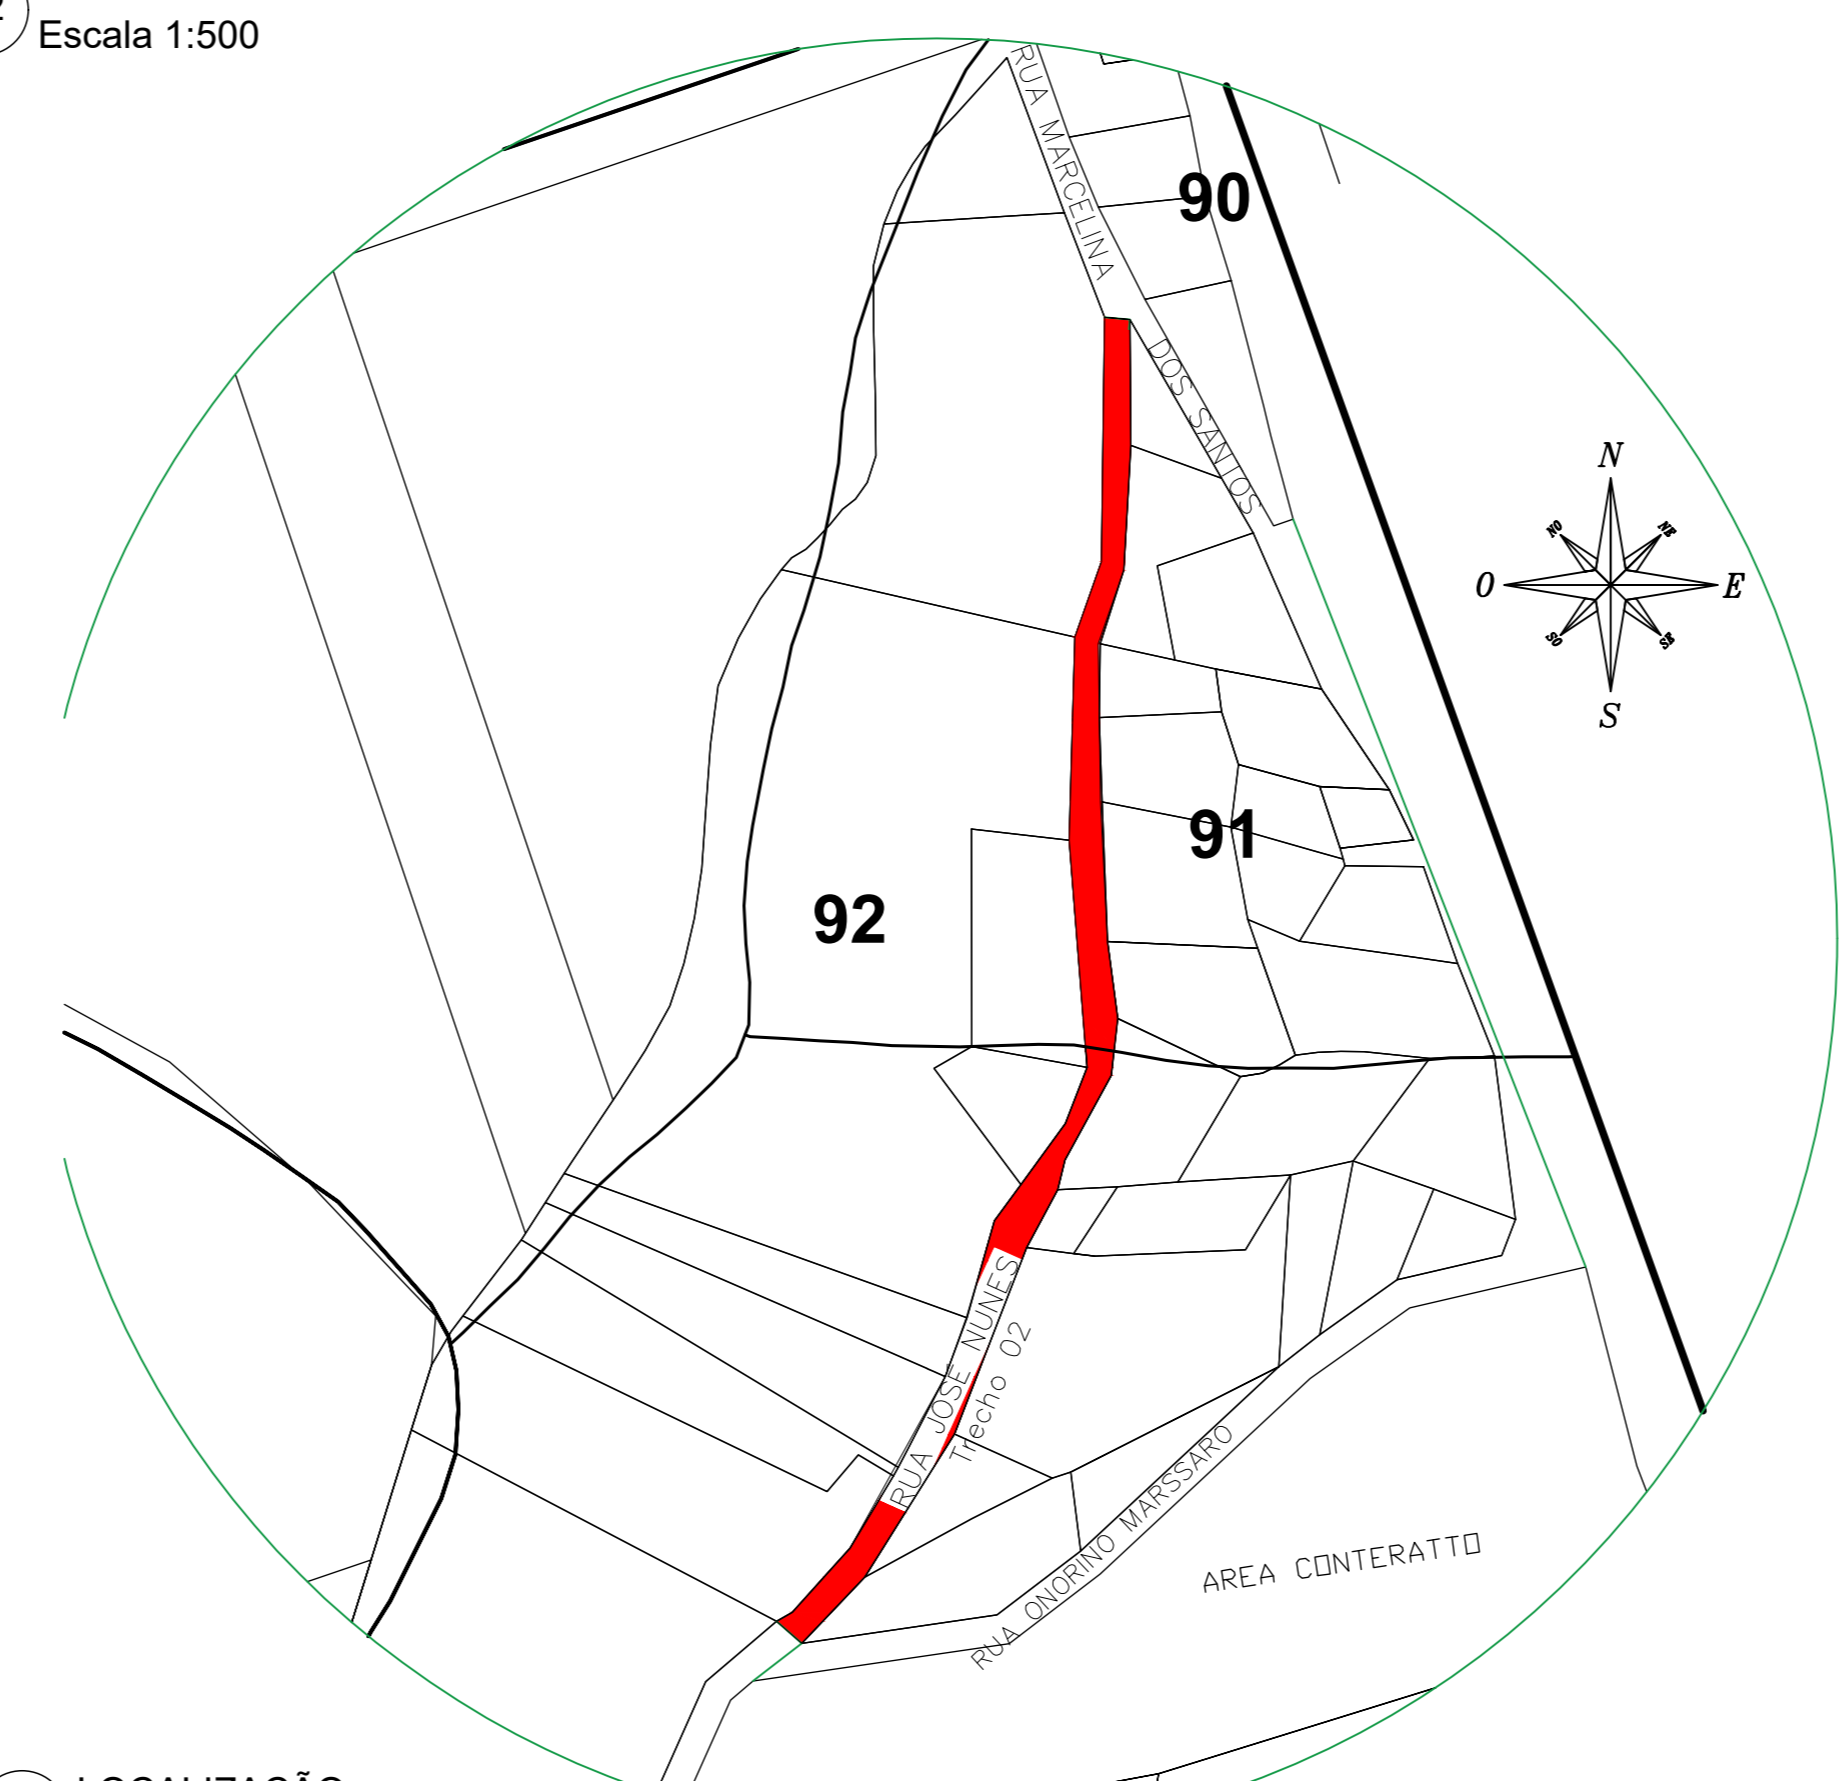 Escala 1:500
RUA MARCELINA
DOS SANTOS
90
N
NO
NE
O
E
SO
SE
S
91
92
RUA JOSÉ NUNES
Trecho 02
RUA ONORINO MARSSARO
AREA CONTERATTO
LOCALIZAÇÃO